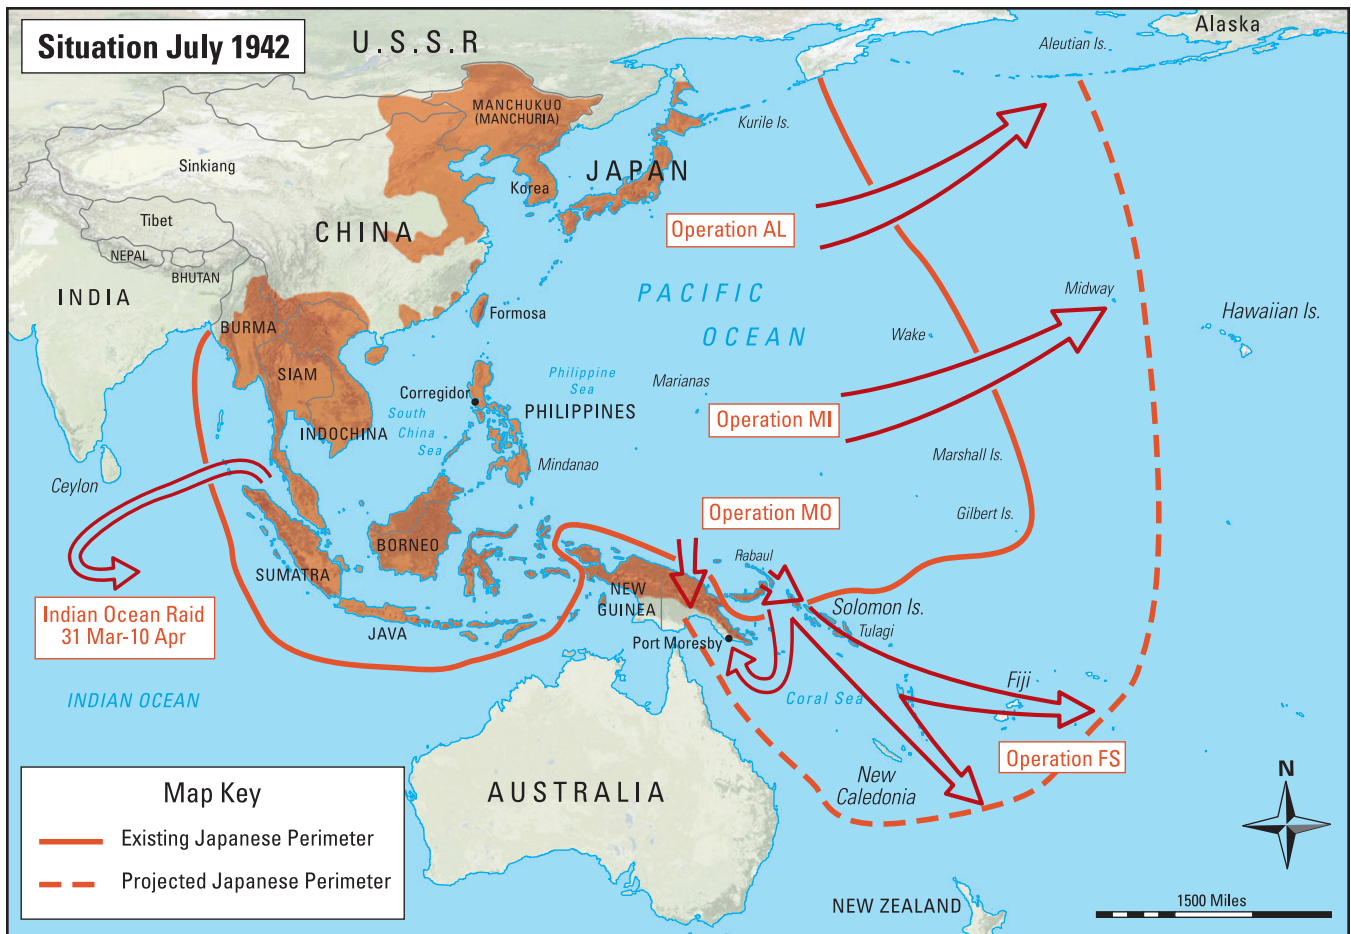 Situation July 1942
U.S.S.R
Alaska
Aleutian Is.
MANCHUKUO
(MANCHURIA)
Kurile Is.
Sinkiang
JAPAN
Korea
Tibet
CHINA
Operation AL
NEPAL
BHUTAN
INDIA
PACIFIC
OCEAN
Midway
Hawaiian Is.
Formosa
BURMA
Wake
SIAM
Philippine
Sea
Marianas
Corregidor
PHILIPPINES
South
China
Sea
Operation MI
INDOCHINA
Mindanao
Marshall Is.
Ceylon
Operation MO
Gilbert Is.
BORNEO
Rabaul
SUMATRA
NEW
GUINEA
Solomon Is.
Tulagi
Indian Ocean Raid
31 Mar-10 Apr
JAVA
Port Moresby
Fiji
INDIAN OCEAN
Coral Sea
Operation FS
New
Caledonia
AUSTRALIA
N
Map Key
Existing Japanese Perimeter
Projected Japanese Perimeter
NEW ZEALAND
1500 Miles